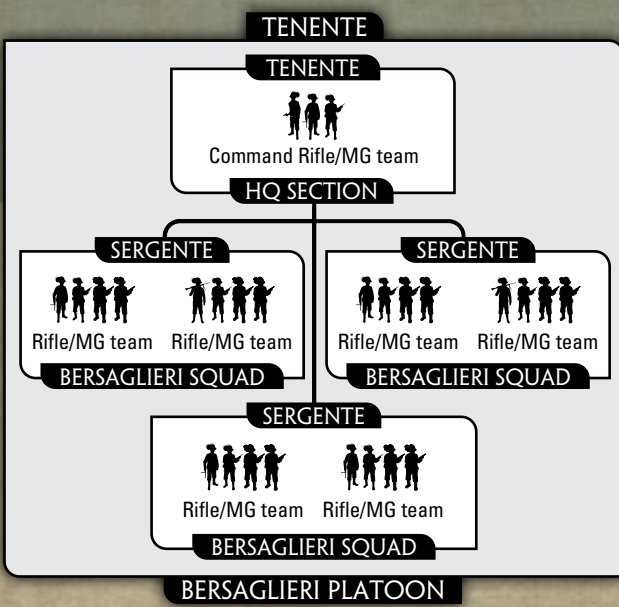 TENENTE
TENENTE
Command Rifle/MG team
HQ SECTION
SERGENTE
Rifle/MG team Rifle/MG team
BERSAGLIERI SQUAD
SERGENTE
Rifle/MG team Rifle/MG team
BERSAGLIERI SQUAD
SERGENTE
Rifle/MG team Rifle/MG team
BERSAGLIERI SQUAD
BERSAGLIERI PLATOON